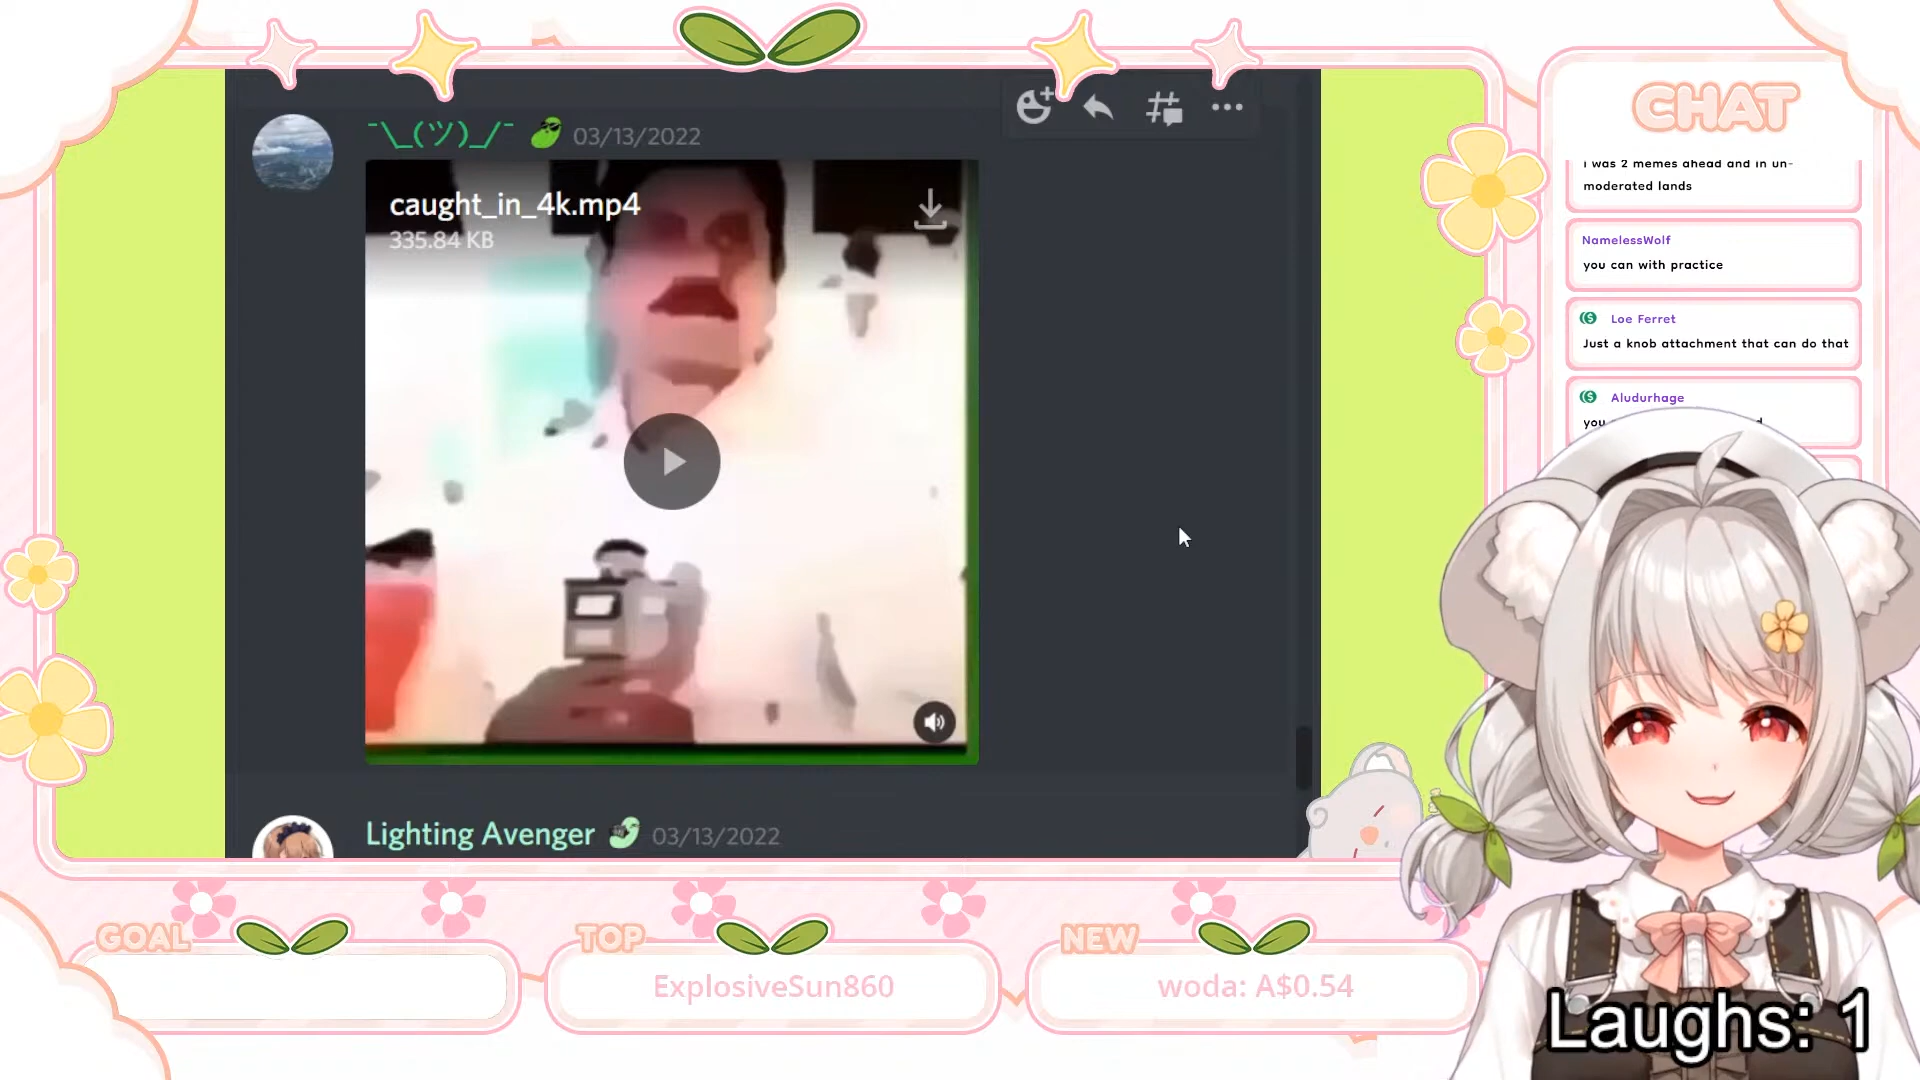 ¯\_(ツ)_/¯ 03/13/2022
caught_in_4k.mp4
335.84 KB
Lighting Avenger 03/13/2022
CHAT
i was 2 memes ahead and in un-
moderated lands
NamelessWolf
you can with practice
Loe Ferret
Just a knob attachment that can do that
Aludurhage
you
GOAL
TOP
ExplosiveSun860
NEW
woda: A$0.54
Laughs: 1